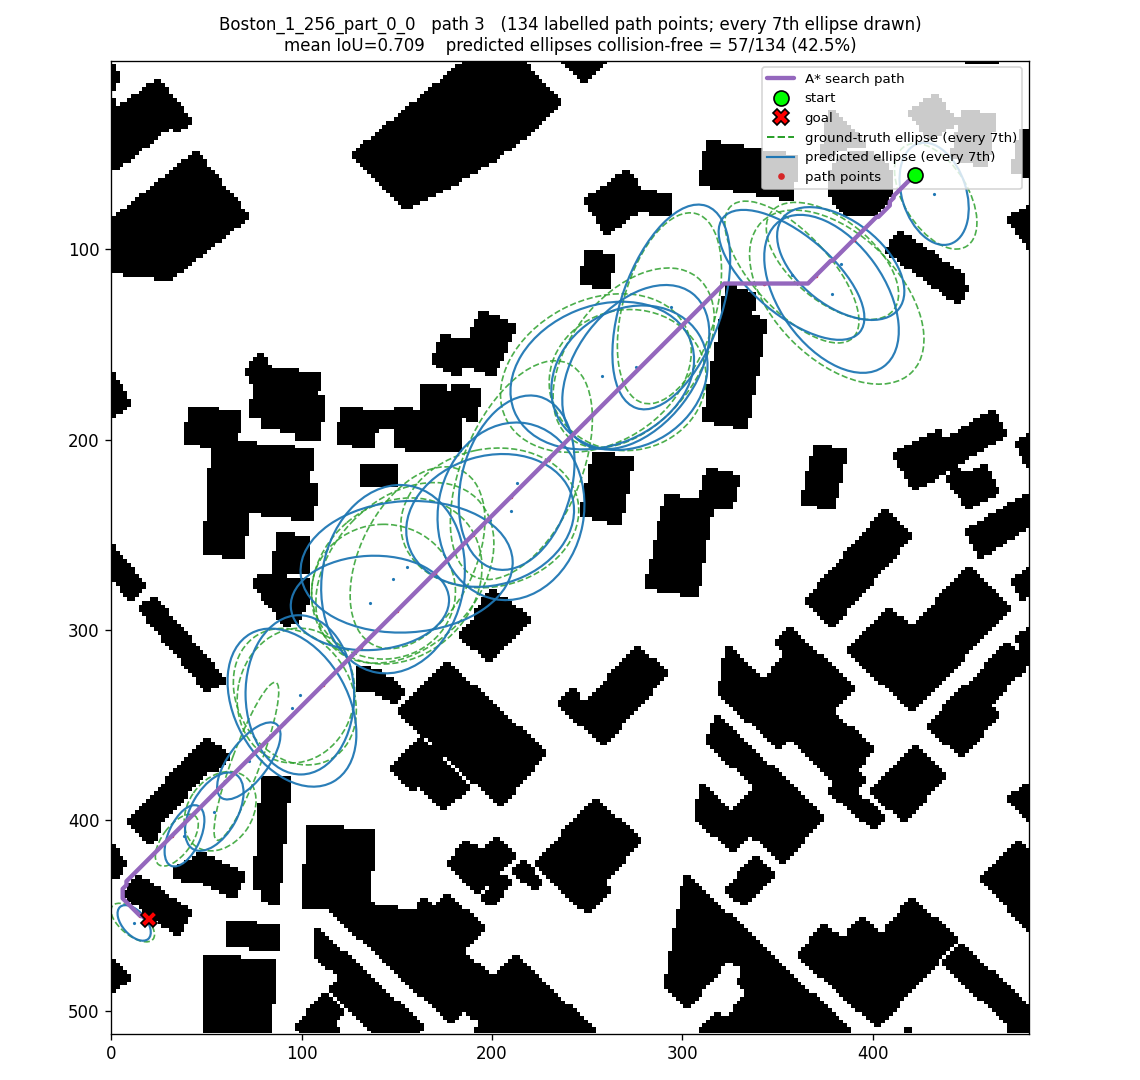 Boston_1_256_part_0_0   path 3   (134 labelled path points; every 7th ellipse drawn)
mean IoU=0.709    predicted ellipses collision-free = 57/134 (42.5%)
A* search path
start
goal
ground-truth ellipse (every 7th)
predicted ellipse (every 7th)
path points
100
200
300
400
500
0
100
200
300
400